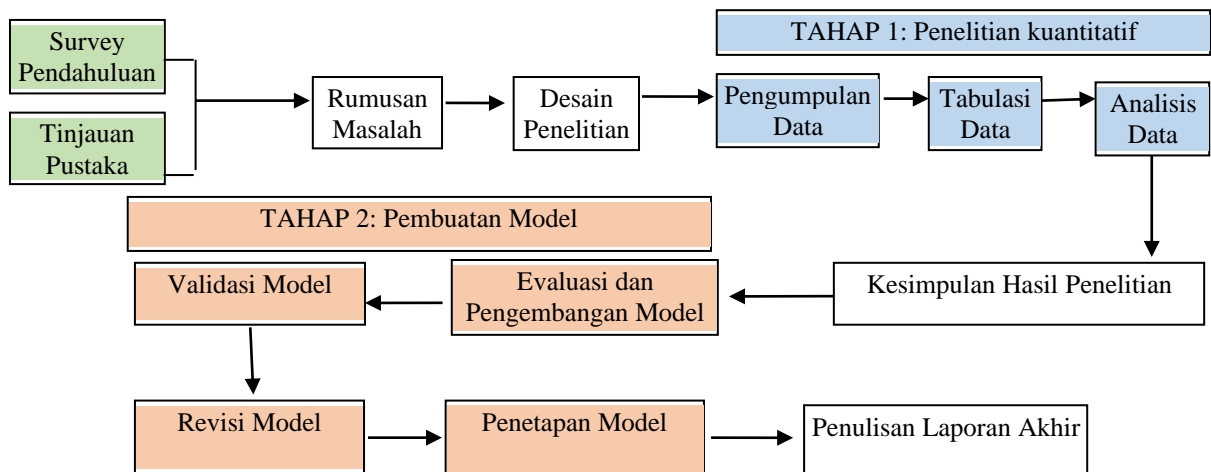 TAHAP 1: Penelitian kuantitatif
Survey
Pendahuluan
Tinjauan
Pustaka
Rumusan
Masalah
Desain
Penelitian
Pengumpulan
Data
Tabulasi
Data
Analisis
Data
TAHAP 2: Pembuatan Model
Kesimpulan Hasil Penelitian
Evaluasi dan
Pengembangan Model
Validasi Model
Revisi Model
Penetapan Model
Penulisan Laporan Akhir